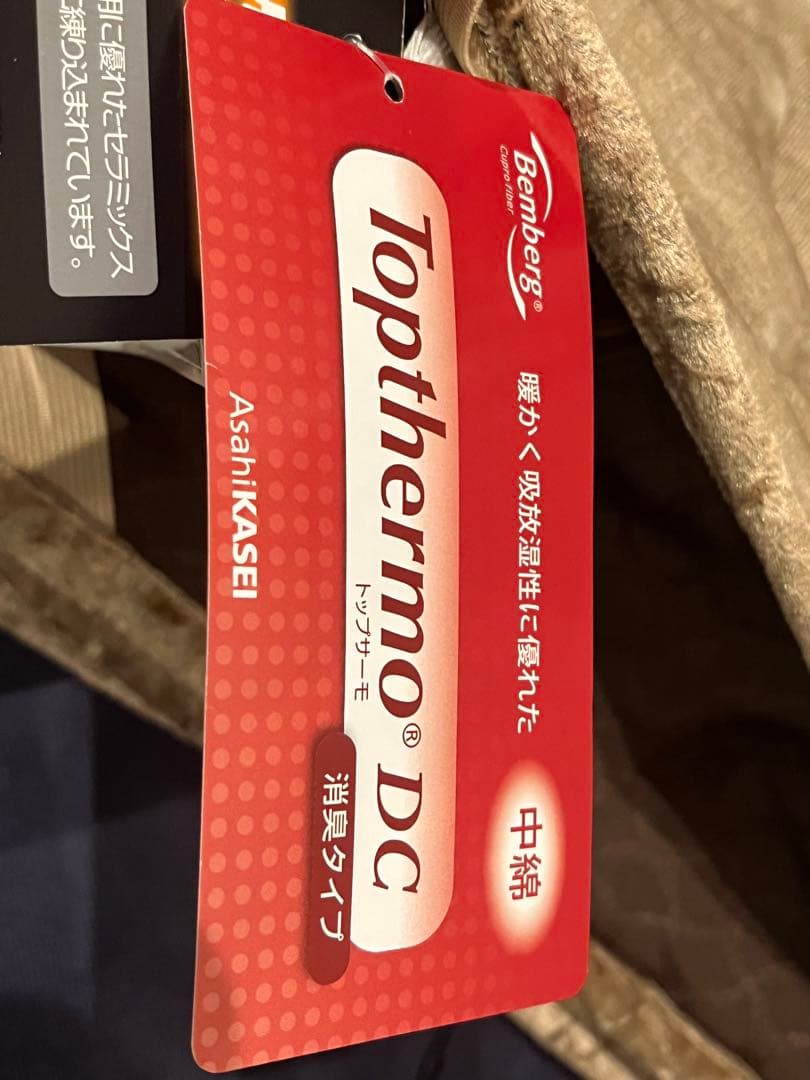 Bemberg®
Cupro fiber
暖かく吸放湿性に優れた
中綿
Topthermo® DC
トップサーモ
消臭タイプ
AsahiKASEI
に優れたセラミックス
練り込まれています。